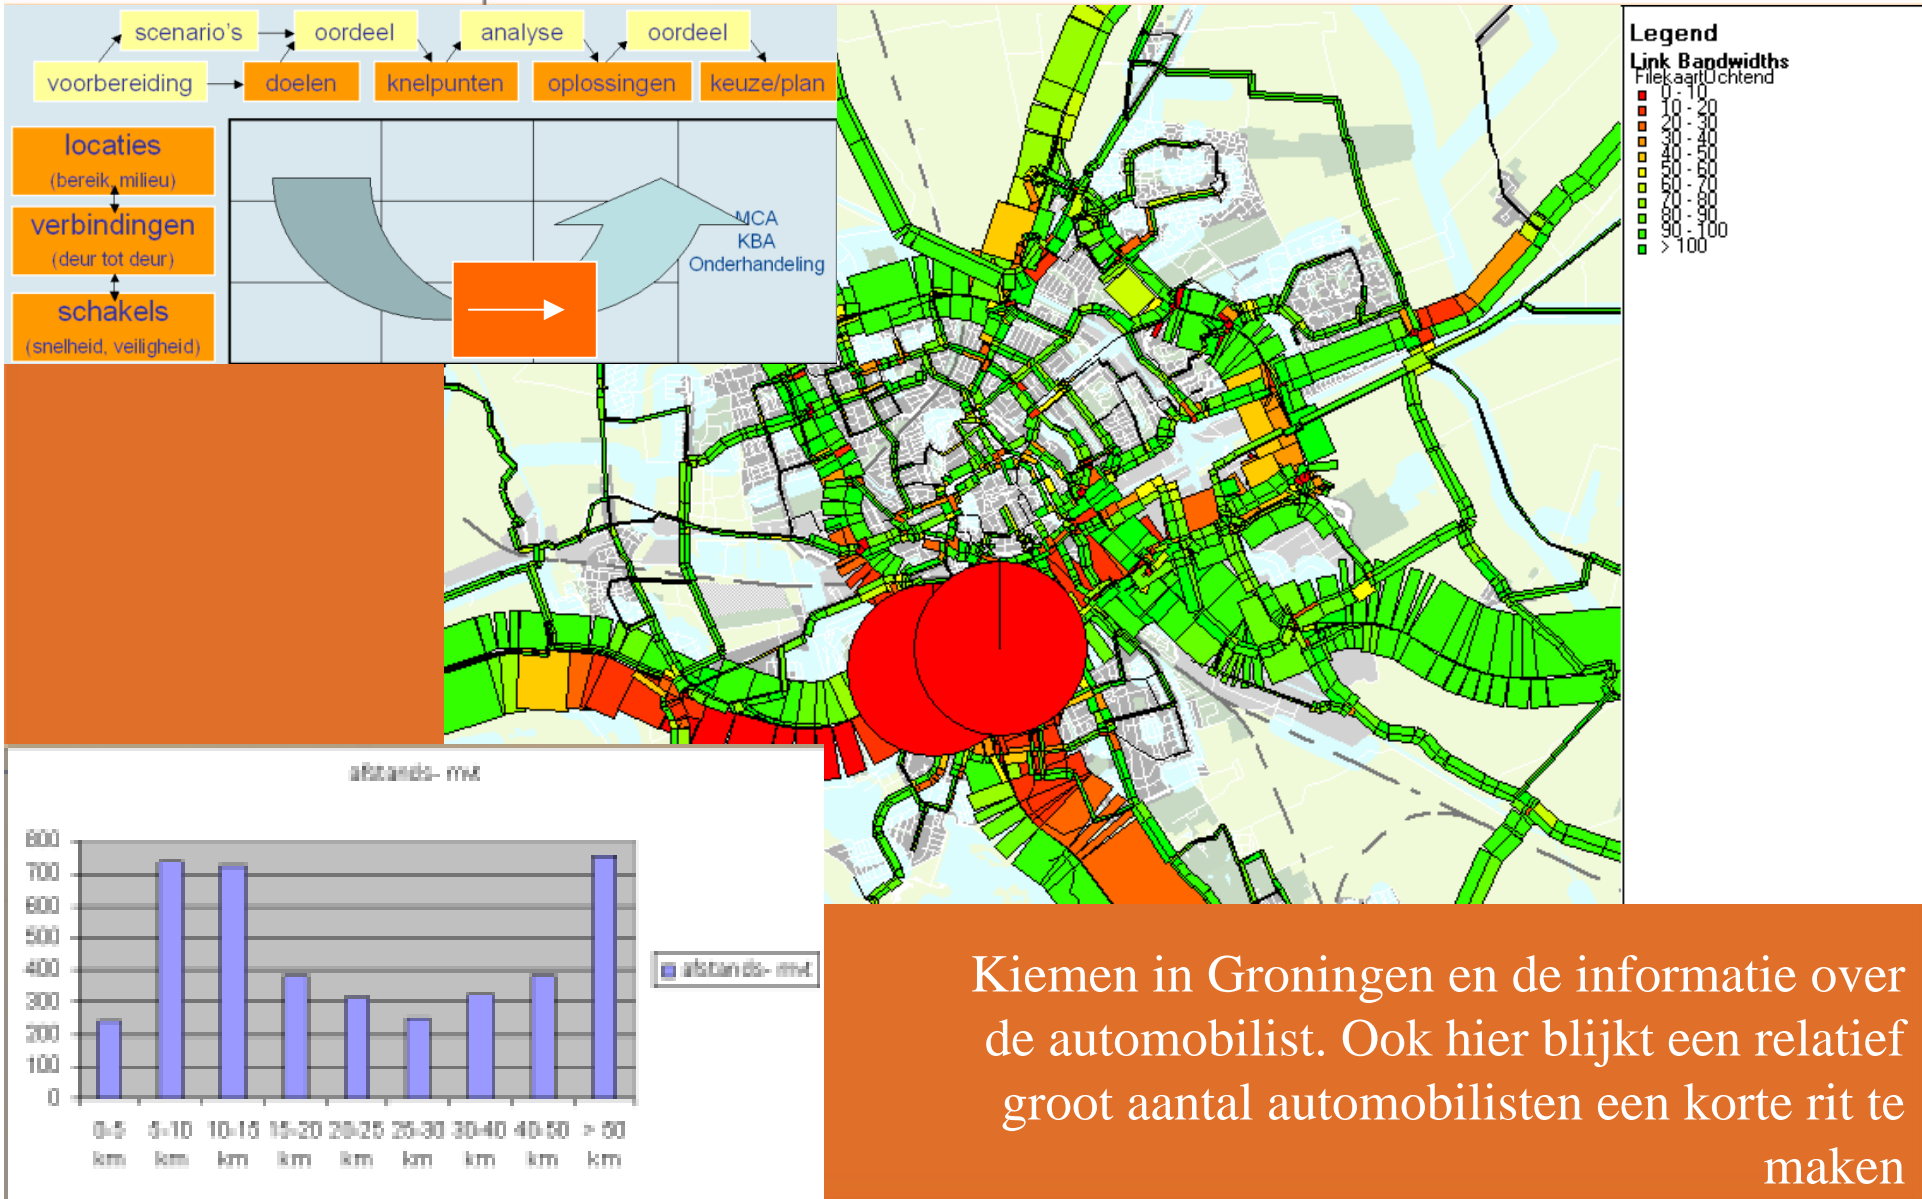 scenario's oordeel analyse oordeel
voorbereiding doelen knelpunten oplossingen keuze/plan
locaties
(bereik, milieu)
verbindingen
(deur tot deur)
schakels
(snelheid, veiligheid)
MCA
KBA
Onderhandeling
Legend
Link Bandwidths
FilekaartOchtend
0 - 10
10 - 20
20 - 30
30 - 40
40 - 50
50 - 60
60 - 70
70 - 80
80 - 90
90 - 100
> 100
afstands- mvt
800
700
600
500
400
300
200
100
0
0-5 5-10 10-15 15-20 20-25 25-30 30-40 40-50 > 50
km km km km km km km km km
afstands- mvt
Kiemen in Groningen en de informatie over
de automobilist. Ook hier blijkt een relatief
groot aantal automobilisten een korte rit te
maken